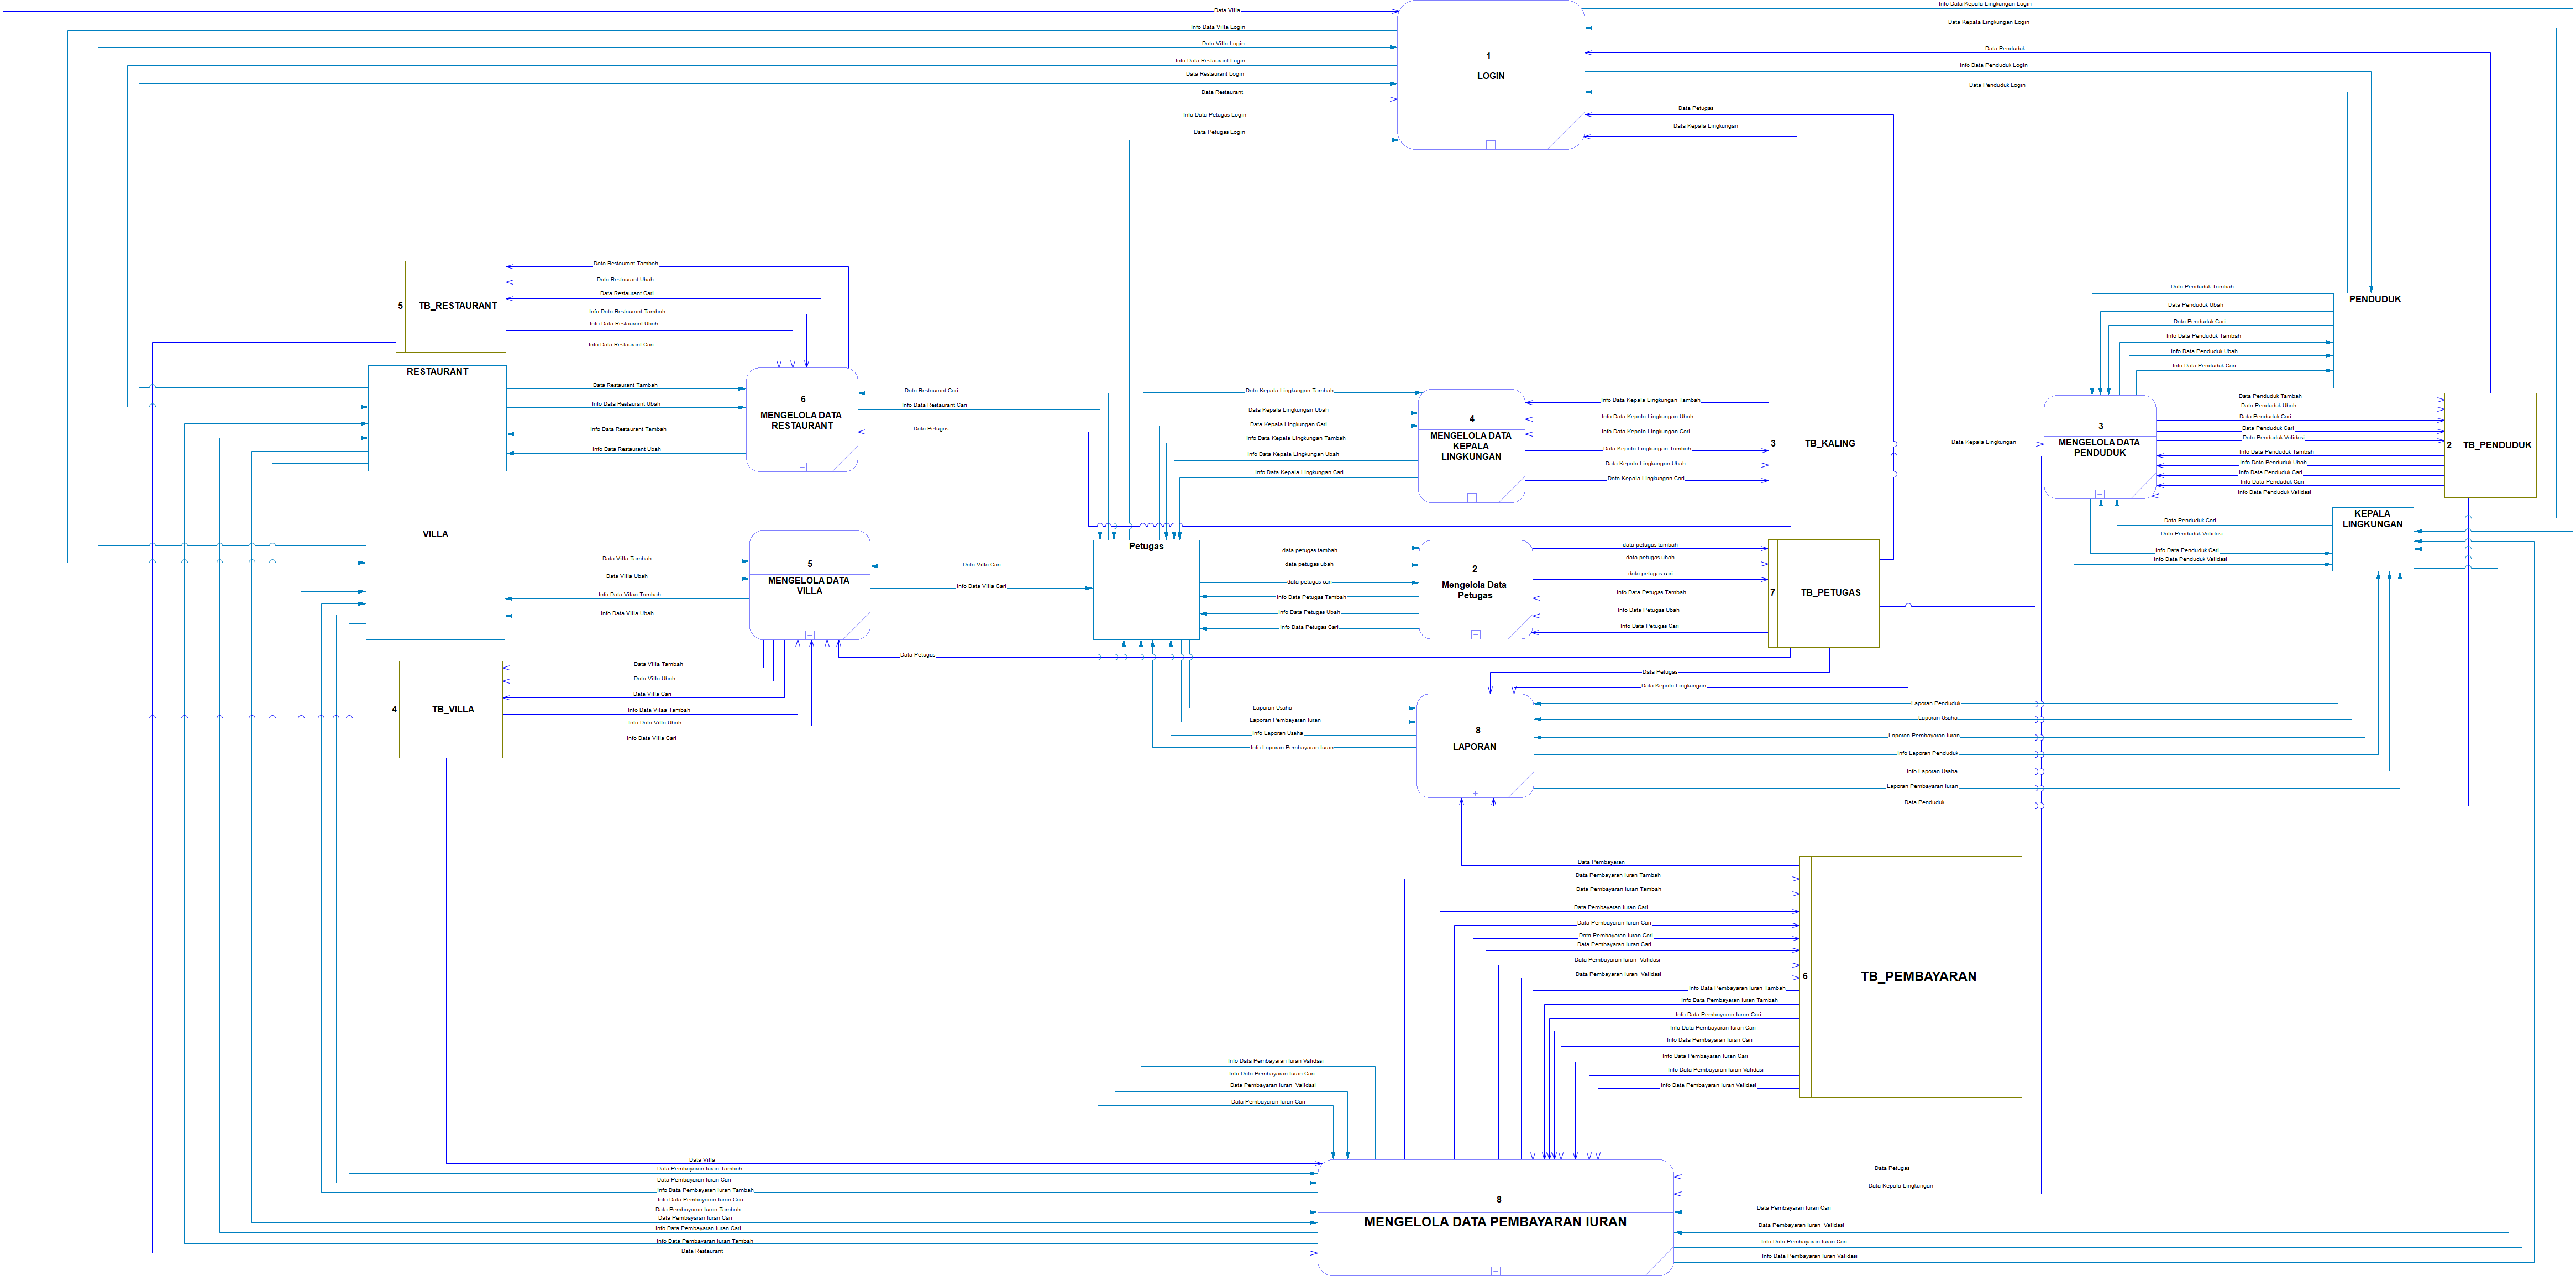 Data Villa
Info Data Villa Login
Data Villa Login
Info Data Restaurant Login
Data Restaurant Login
Data Restaurant
Info Data Petugas Login
Data Petugas Login
1
LOGIN
Info Data Kepala Lingkungan Login
Data Kepala Lingkungan Login
Data Penduduk
Info Data Penduduk Login
Data Penduduk Login
Data Petugas
Data Kepala Lingkungan
5
TB_RESTAURANT
Data Restaurant Tambah
Data Restaurant Ubah
Data Restaurant Cari
Info Data Restaurant Tambah
Info Data Restaurant Ubah
Info Data Restaurant Cari
RESTAURANT
Data Restaurant Tambah
Info Data Restaurant Ubah
Info Data Restaurant Tambah
Info Data Restaurant Ubah
6
MENGELOLA DATA
RESTAURANT
Data Restaurant Cari
Info Data Restaurant Cari
Data Petugas
Data Kepala Lingkungan Tambah
Data Kepala Lingkungan Ubah
Data Kepala Lingkungan Cari
Info Data Kepala Lingkungan Tambah
Info Data Kepala Lingkungan Ubah
Info Data Kepala Lingkungan Cari
4
MENGELOLA DATA
KEPALA
LINGKUNGAN
Info Data Kepala Lingkungan Tambah
Info Data Kepala Lingkungan Ubah
Info Data Kepala Lingkungan Cari
Data Kepala Lingkungan Tambah
Data Kepala Lingkungan Ubah
Data Kepala Lingkungan Cari
3
TB_KALING
Data Kepala Lingkungan
Data Penduduk Tambah
Data Penduduk Ubah
Data Penduduk Cari
Info Data Penduduk Tambah
Info Data Penduduk Ubah
Info Data Penduduk Cari
PENDUDUK
3
MENGELOLA DATA
PENDUDUK
Data Penduduk Tambah
Data Penduduk Ubah
Data Penduduk Cari
Data Penduduk Cari
Data Penduduk Validasi
Info Data Penduduk Tambah
Info Data Penduduk Ubah
Info Data Penduduk Cari
Info Data Penduduk Cari
Info Data Penduduk Validasi
2
TB_PENDUDUK
KEPALA
LINGKUNGAN
Data Penduduk Cari
Data Penduduk Validasi
Info Data Penduduk Cari
Info Data Penduduk Validasi
VILLA
Data Villa Tambah
Data Villa Ubah
Info Data Vilaa Tambah
Info Data Villa Ubah
5
MENGELOLA DATA
VILLA
Data Villa Cari
Info Data Villa Cari
Data Petugas
Petugas
data petugas tambah
data petugas ubah
data petugas cari
Info Data Petugas Tambah
Info Data Petugas Ubah
Info Data Petugas Cari
2
Mengelola Data
Petugas
data petugas tambah
data petugas ubah
data petugas cari
Info Data Petugas Tambah
Info Data Petugas Ubah
Info Data Petugas Cari
7
TB_PETUGAS
4
TB_VILLA
Data Villa Tambah
Data Villa Ubah
Data Villa Cari
Info Data Vilaa Tambah
Info Data Villa Ubah
Info Data Villa Cari
Data Petugas
Data Kepala Lingkungan
Laporan Usaha
Laporan Pembayaran Iuran
Info Laporan Usaha
Info Laporan Pembayaran Iuran
8
LAPORAN
Laporan Penduduk
Laporan Usaha
Laporan Pembayaran Iuran
Info Laporan Penduduk
Info Laporan Usaha
Laporan Pembayaran Iuran
Data Penduduk
Data Pembayaran
Data Pembayaran Iuran Tambah
Data Pembayaran Iuran Tambah
Data Pembayaran Iuran Cari
Data Pembayaran Iuran Cari
Data Pembayaran Iuran Cari
Data Pembayaran Iuran Cari
Data Pembayaran Iuran Validasi
Data Pembayaran Iuran Validasi
Info Data Pembayaran Iuran Tambah
Info Data Pembayaran Iuran Tambah
Info Data Pembayaran Iuran Cari
Info Data Pembayaran Iuran Cari
Info Data Pembayaran Iuran Cari
Info Data Pembayaran Iuran Cari
Info Data Pembayaran Iuran Validasi
Info Data Pembayaran Iuran Validasi
6
TB_PEMBAYARAN
Info Data Pembayaran Iuran Validasi
Info Data Pembayaran Iuran Cari
Data Pembayaran Iuran Validasi
Data Pembayaran Iuran Cari
Data Villa
Data Pembayaran Iuran Tambah
Data Pembayaran Iuran Cari
Info Data Pembayaran Iuran Tambah
Info Data Pembayaran Iuran Cari
Data Pembayaran Iuran Tambah
Data Pembayaran Iuran Cari
Info Data Pembayaran Iuran Cari
Info Data Pembayaran Iuran Tambah
Data Restaurant
8
MENGELOLA DATA PEMBAYARAN IURAN
Data Petugas
Data Kepala Lingkungan
Data Pembayaran Iuran Cari
Data Pembayaran Iuran Validasi
Info Data Pembayaran Iuran Cari
Info Data Pembayaran Iuran Validasi